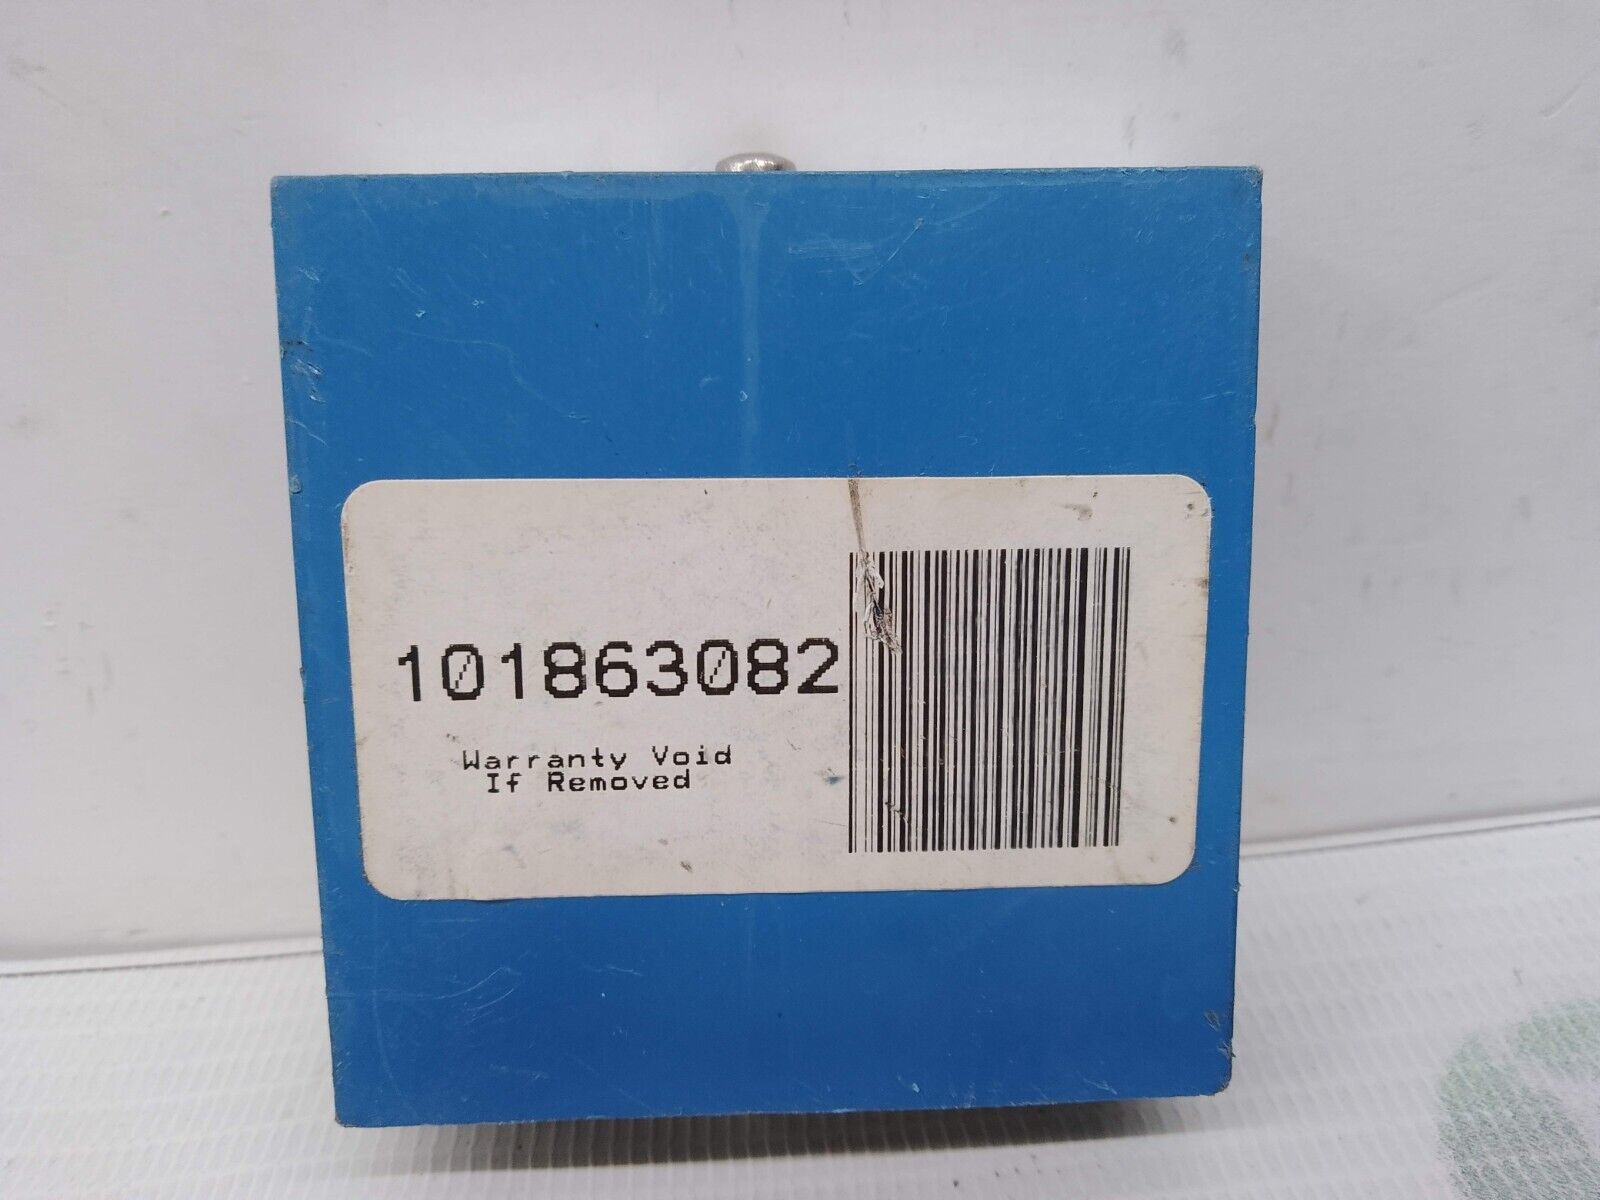 101863082
Warranty Void
If Removed